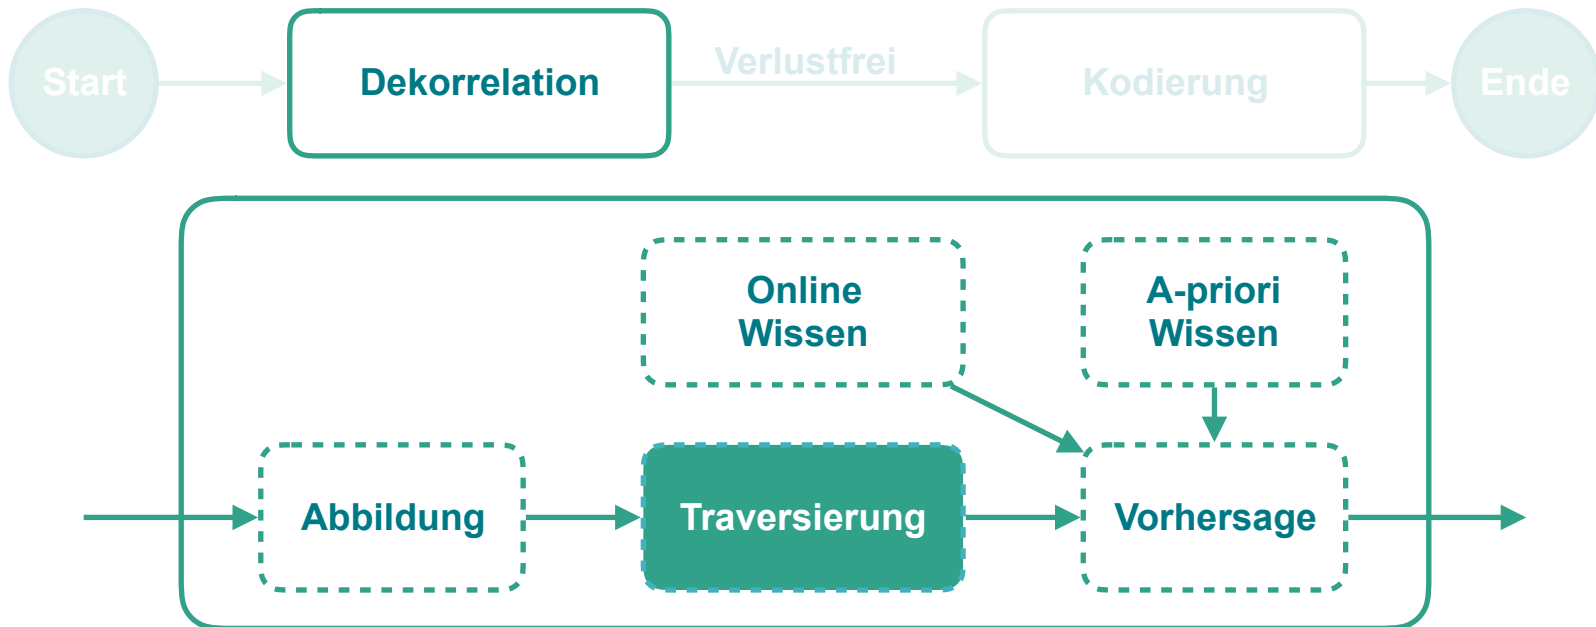 Start
Dekorrelation
Verlustfrei
Kodierung
Ende
Online
Wissen
A-priori
Wissen
Abbildung
Traversierung
Vorhersage